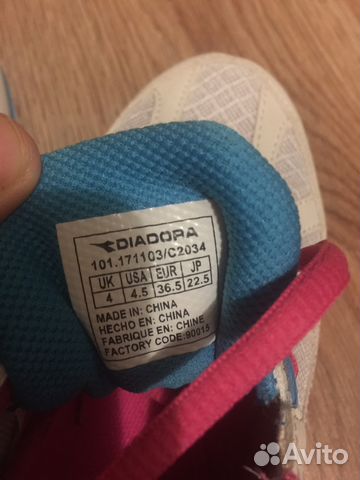 DIADORA
101.171103/C2034
UK USA EUR JP
4 4.5 36.5 22.5
MADE IN: CHINA
HECHO EN: CHINA
FABRIQUE EN: CHINE
FACTORY CODE:90015
Avito